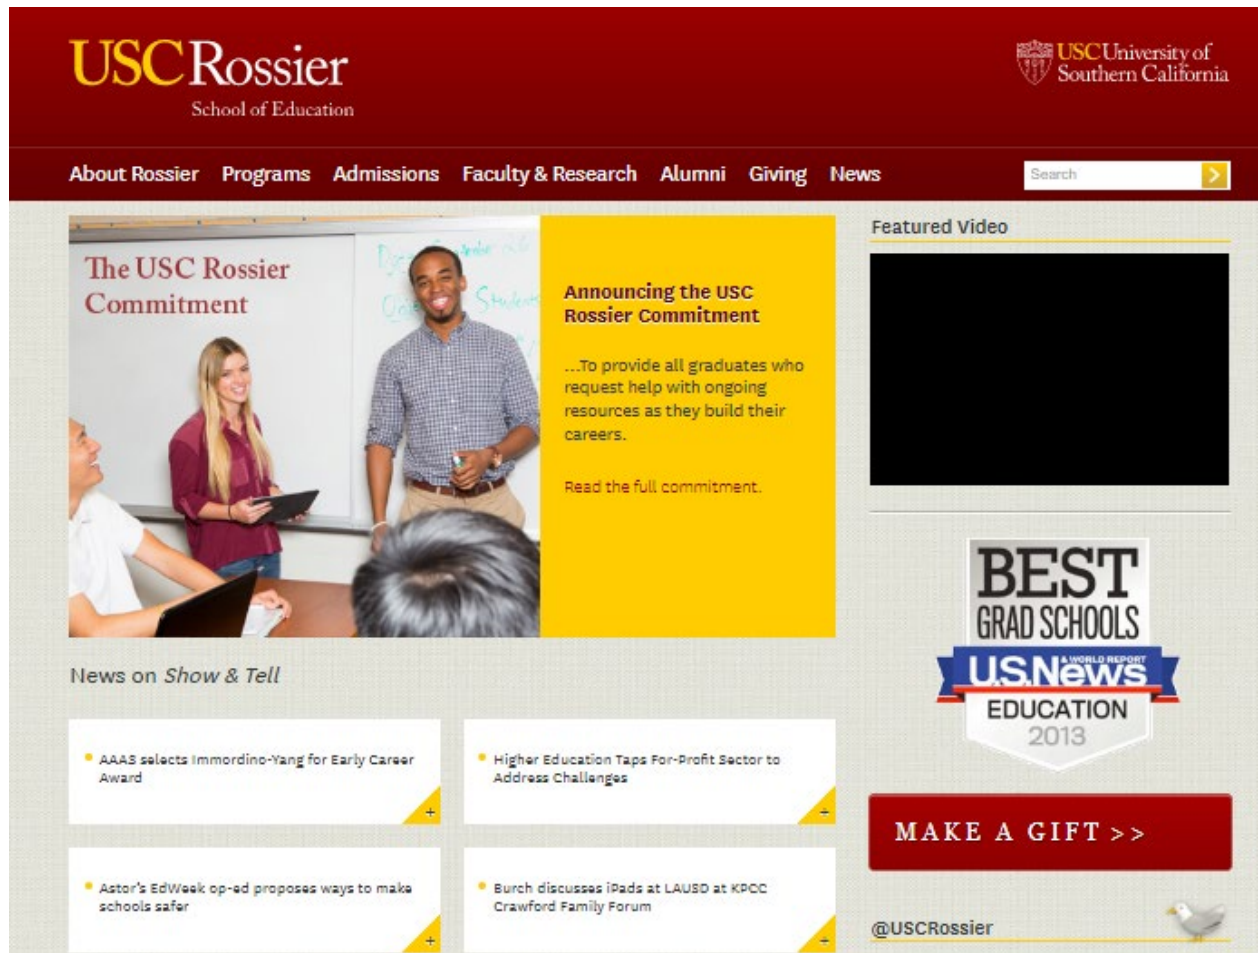 USC Rossier
School of Education
USC University of
Southern California
About Rossier Programs Admissions Faculty & Research Alumni Giving News
Search
The USC Rossier
Commitment
Announcing the USC
Rossier Commitment
...To provide all graduates who
request help with ongoing
resources as they build their
careers.
Read the full commitment.
Featured Video
BEST
GRAD SCHOOLS
U.S.News
& WORLD REPORT
EDUCATION
2013
News on Show & Tell
AAAS selects Immordino-Yang for Early Career
Award
+
Higher Education Taps For-Profit Sector to
Address Challenges
+
Astor's EdWeek op-ed proposes ways to make
schools safer
+
Burch discusses iPads at LAUSD at KPCC
Crawford Family Forum
+
MAKE A GIFT >>
@USCRossier